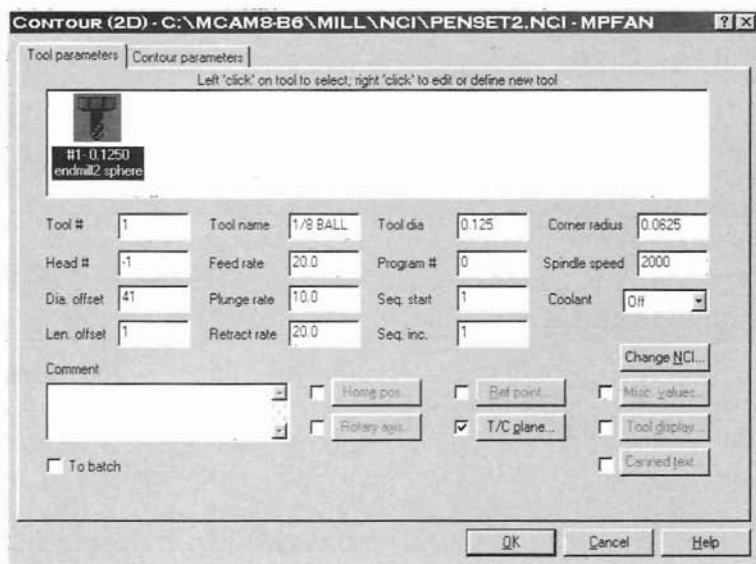 CONTOUR (2D) - C:\MCAM8-B6\MILL\NCI\PENSET2.NCI - MPFAN
Tool parameters Contour parameters
Left 'click' on tool to select; right 'click' to edit or define new tool
#1- 0.1250
endmill2 sphere
Tool # 1 Tool name 1/8 BALL Tool dia 0.125 Corner radius 0.0625
Head # -1 Feed rate 20.0 Program # 0 Spindle speed 2000
Dia. offset 41 Plunge rate 10.0 Seq. start 1 Coolant Off
Len. offset 1 Retract rate 20.0 Seq. inc. 1
Change NCI...
Comment
Home pos... Ref point... Misc. values...
Rotary axis... T/C plane... Tool display...
To batch Canned text...
OK Cancel Help